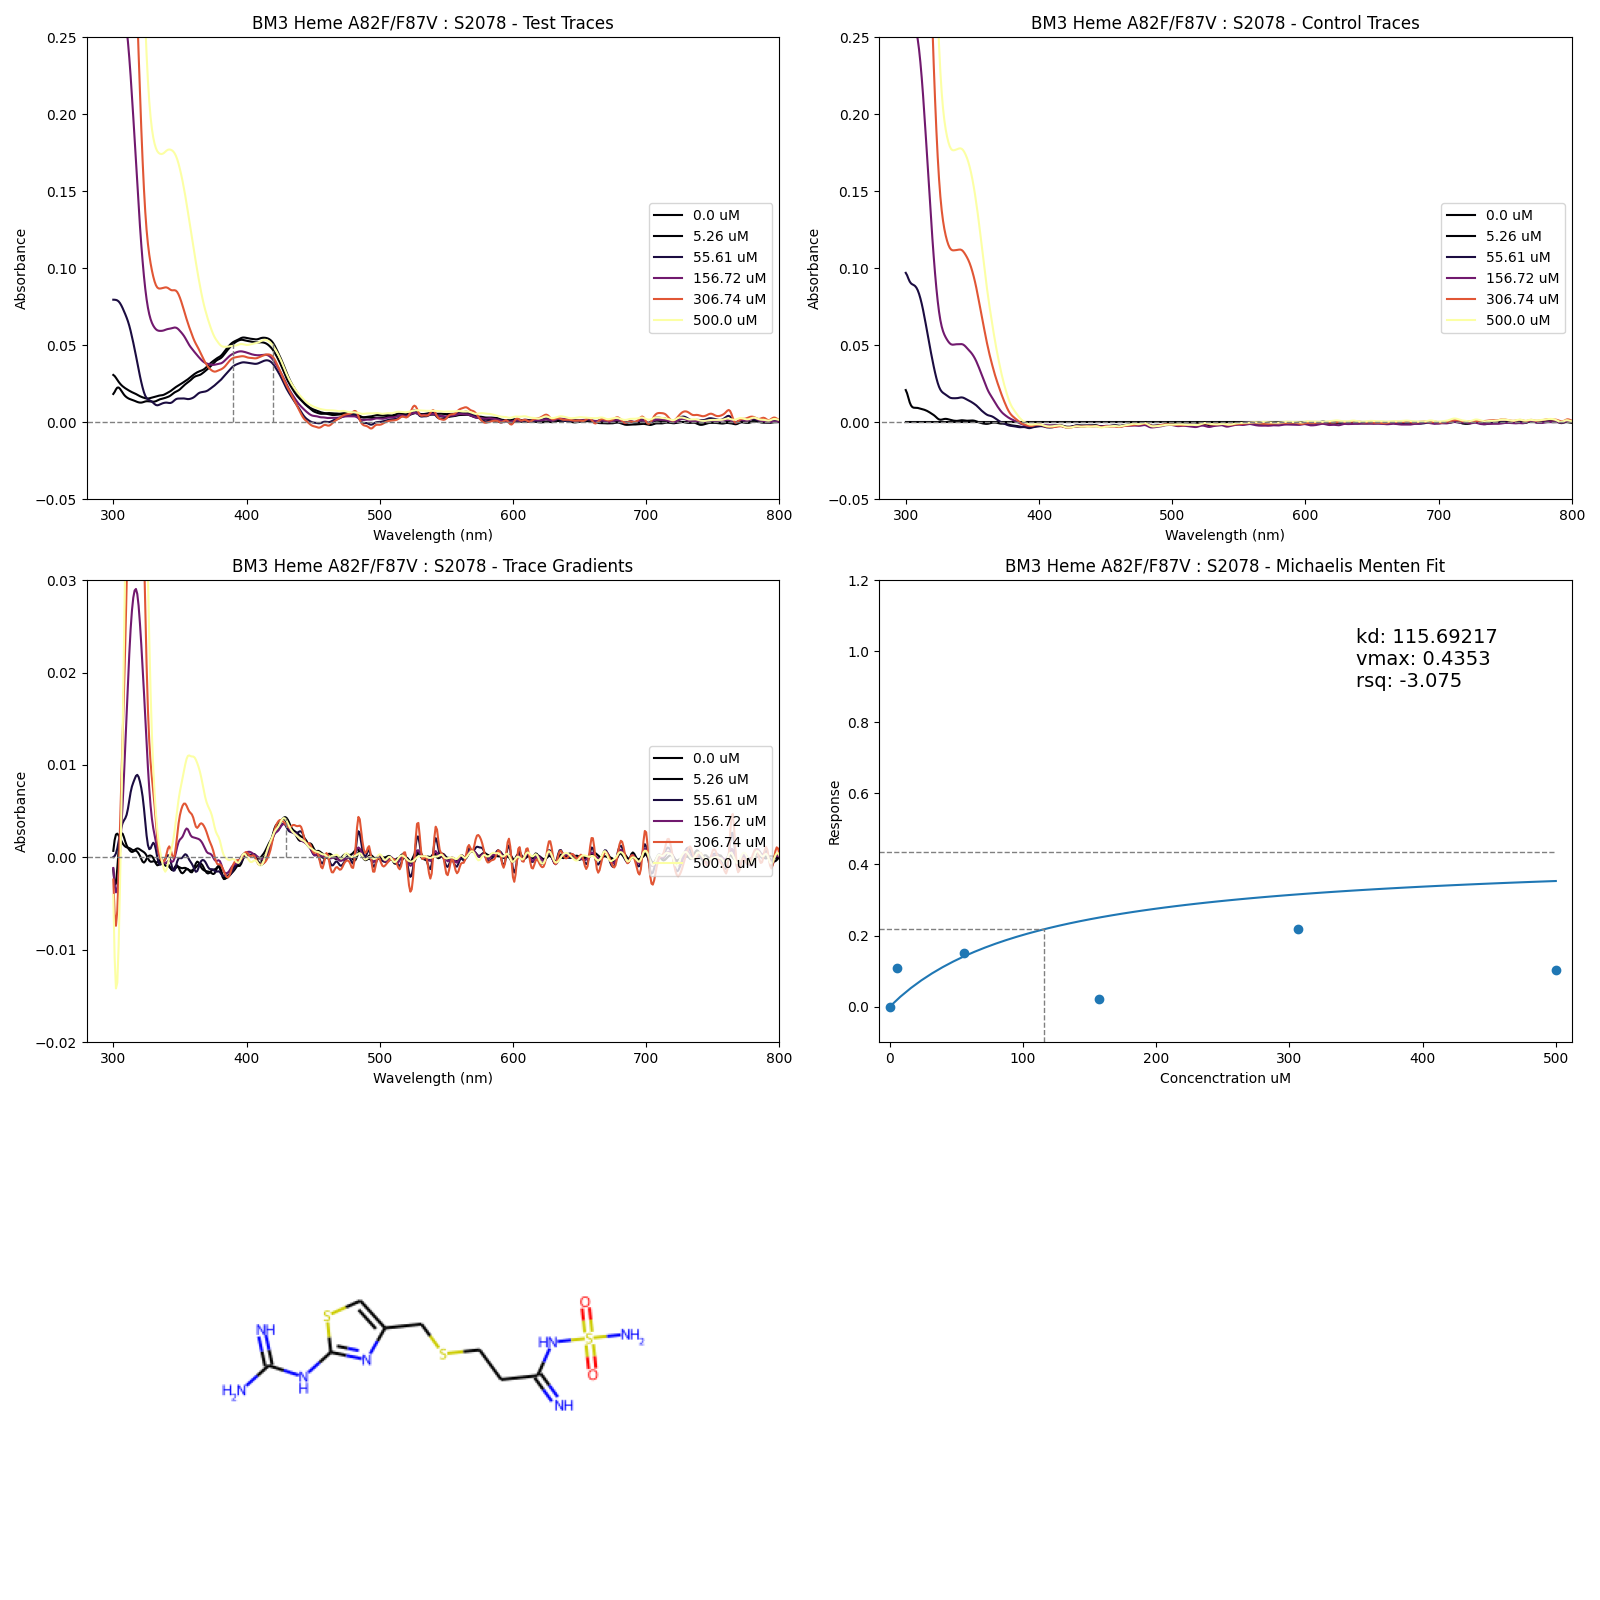 BM3 Heme A82F/F87V : S2078 - Test Traces
0.25
0.20
0.15
0.10
0.05
0.00
−0.05
Absorbance
300 400 500 600 700 800
Wavelength (nm)
0.0 uM
5.26 uM
55.61 uM
156.72 uM
306.74 uM
500.0 uM
BM3 Heme A82F/F87V : S2078 - Control Traces
0.25
0.20
0.15
0.10
0.05
0.00
−0.05
Absorbance
300 400 500 600 700 800
Wavelength (nm)
0.0 uM
5.26 uM
55.61 uM
156.72 uM
306.74 uM
500.0 uM
BM3 Heme A82F/F87V : S2078 - Trace Gradients
0.03
0.02
0.01
0.00
−0.01
−0.02
Absorbance
300 400 500 600 700 800
Wavelength (nm)
0.0 uM
5.26 uM
55.61 uM
156.72 uM
306.74 uM
500.0 uM
BM3 Heme A82F/F87V : S2078 - Michaelis Menten Fit
1.2
1.0
0.8
0.6
0.4
0.2
0.0
Response
0 100 200 300 400 500
Concenctration uM
kd: 115.69217
vmax: 0.4353
rsq: -3.075
NH
H2N
N
H
S
N
S
HN
NH
O
S
O
NH2